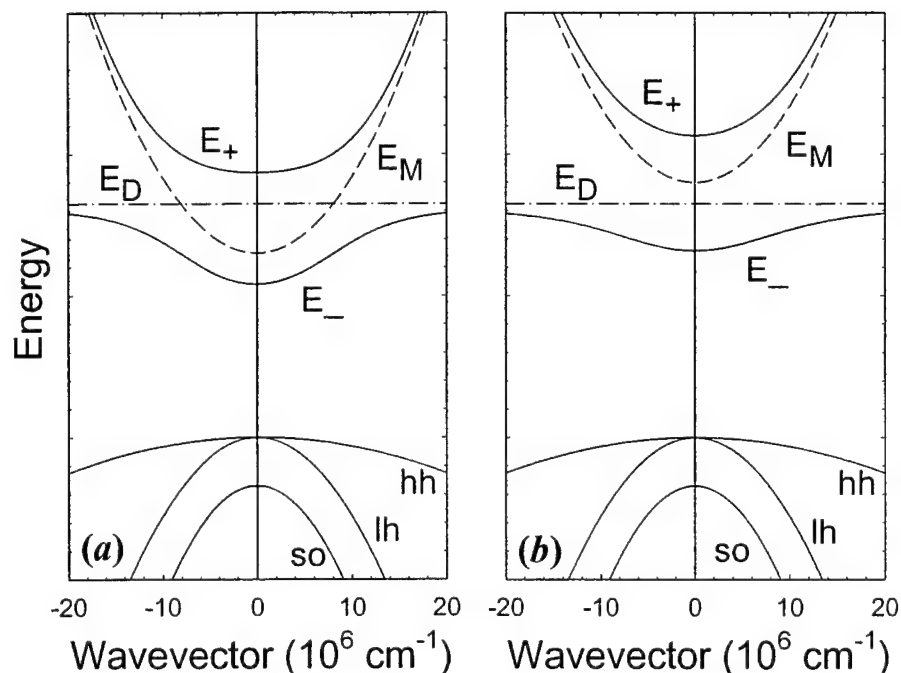 Energy
E+
EM
ED
E_
hh
lh
so
(a)
-20 -10 0 10 20
Wavevector (10⁶ cm⁻¹)
E+
EM
ED
E_
hh
lh
so
(b)
-20 -10 0 10 20
Wavevector (10⁶ cm⁻¹)